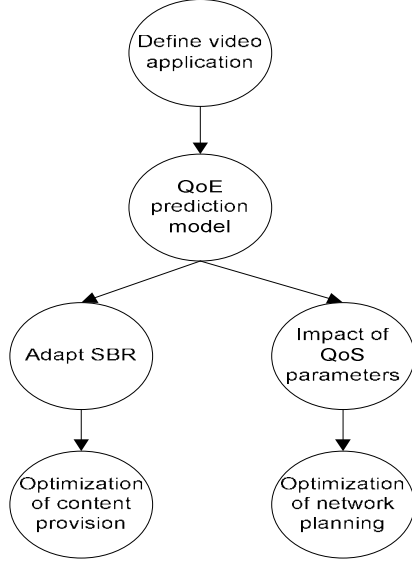 Define video
application
QoE
prediction
model
Adapt SBR
Impact of
QoS
parameters
Optimization
of content
provision
Optimization
of network
planning